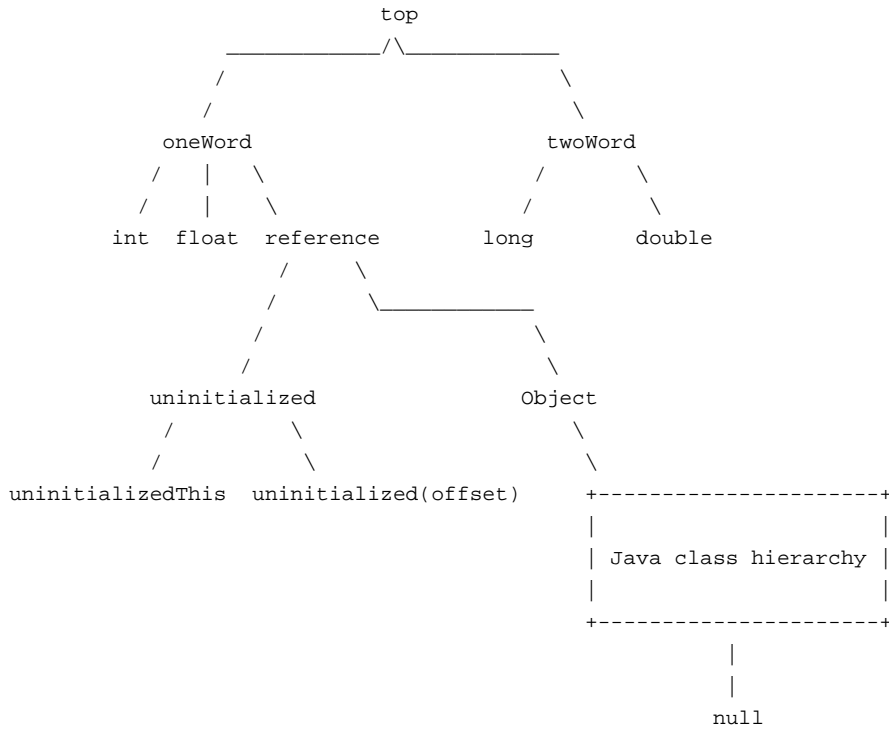 top
oneWord twoWord
int float reference long double
uninitialized Object
uninitializedThis uninitialized(offset)
Java class hierarchy
null